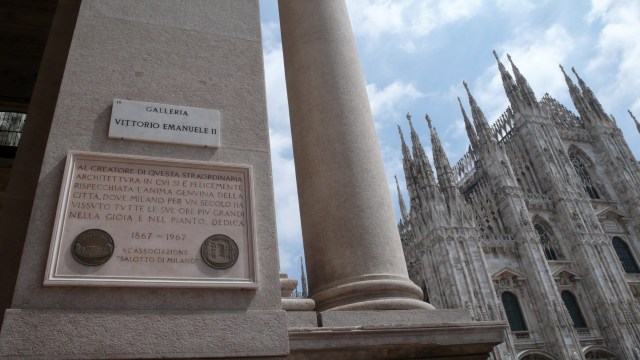 GALLERIA
VITTORIO EMANUELE II
AL CREATORE DI QUESTA STRAORDINARIA
ARCHITETTURA IN CUI SI È FELICEMENTE
RISPECCHIATA L'ANIMA GENUINA DELLA
CITTÀ, DOVE MILANO PER UN SECOLO HA
VISSUTO TUTTE LE SUE ORE PIÙ GRANDI
NELLA GIOIA E NEL PIANTO, DEDICA
1867 - 1967
L'ASSOCIAZIONE
"SALOTTO DI MILANO"